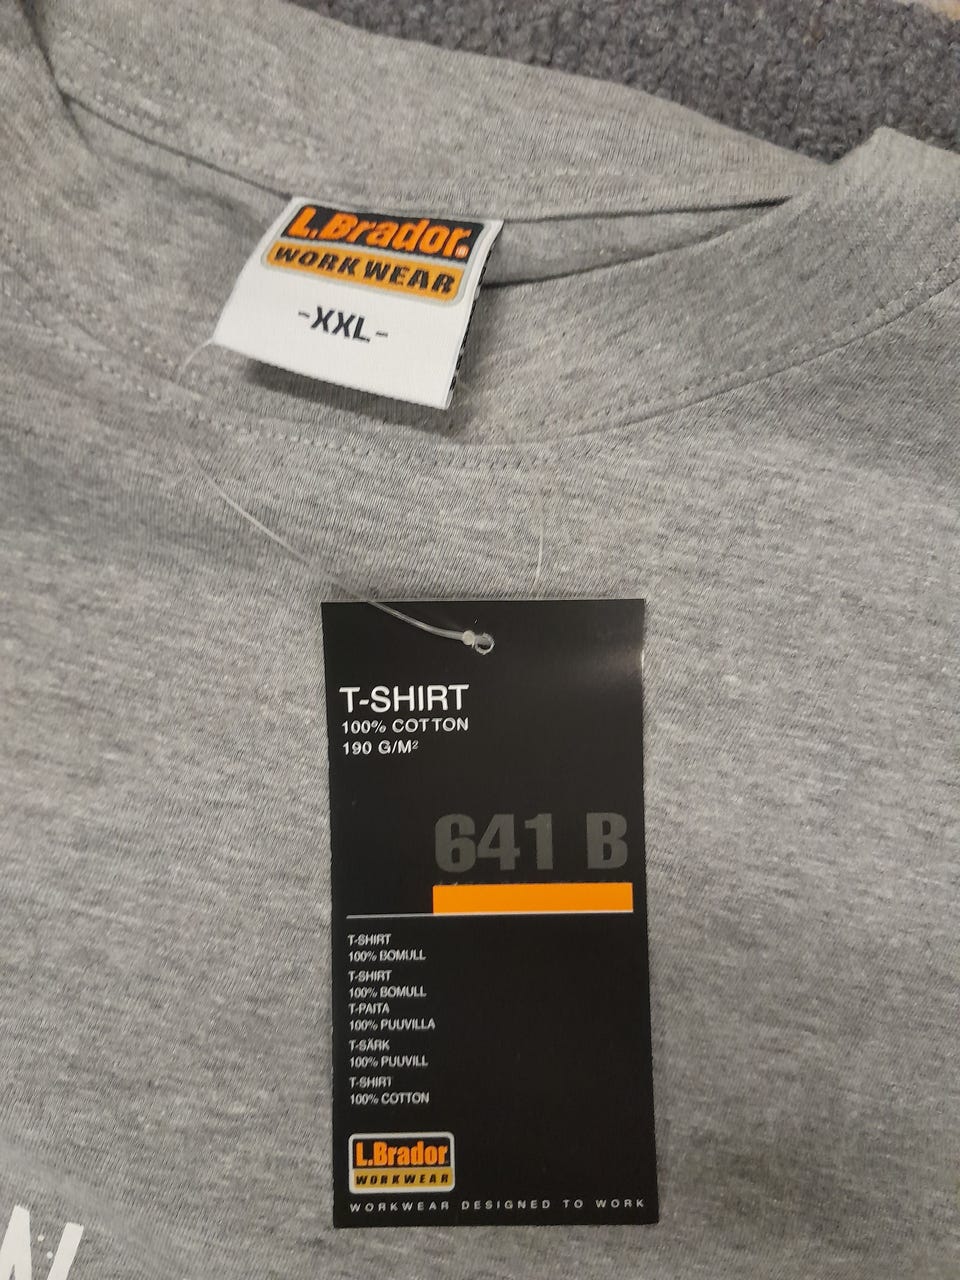 L.Brador®
WORKWEAR
-XXL-
T-SHIRT
100% COTTON
190 G/M²
641 B
T-SHIRT
100% BOMULL
T-SHIRT
100% BOMULL
T-PAITA
100% PUUVILLA
T-SÄRK
100% PUUVILL
T-SHIRT
100% COTTON
L.Brador
WORKWEAR
WORKWEAR DESIGNED TO WORK